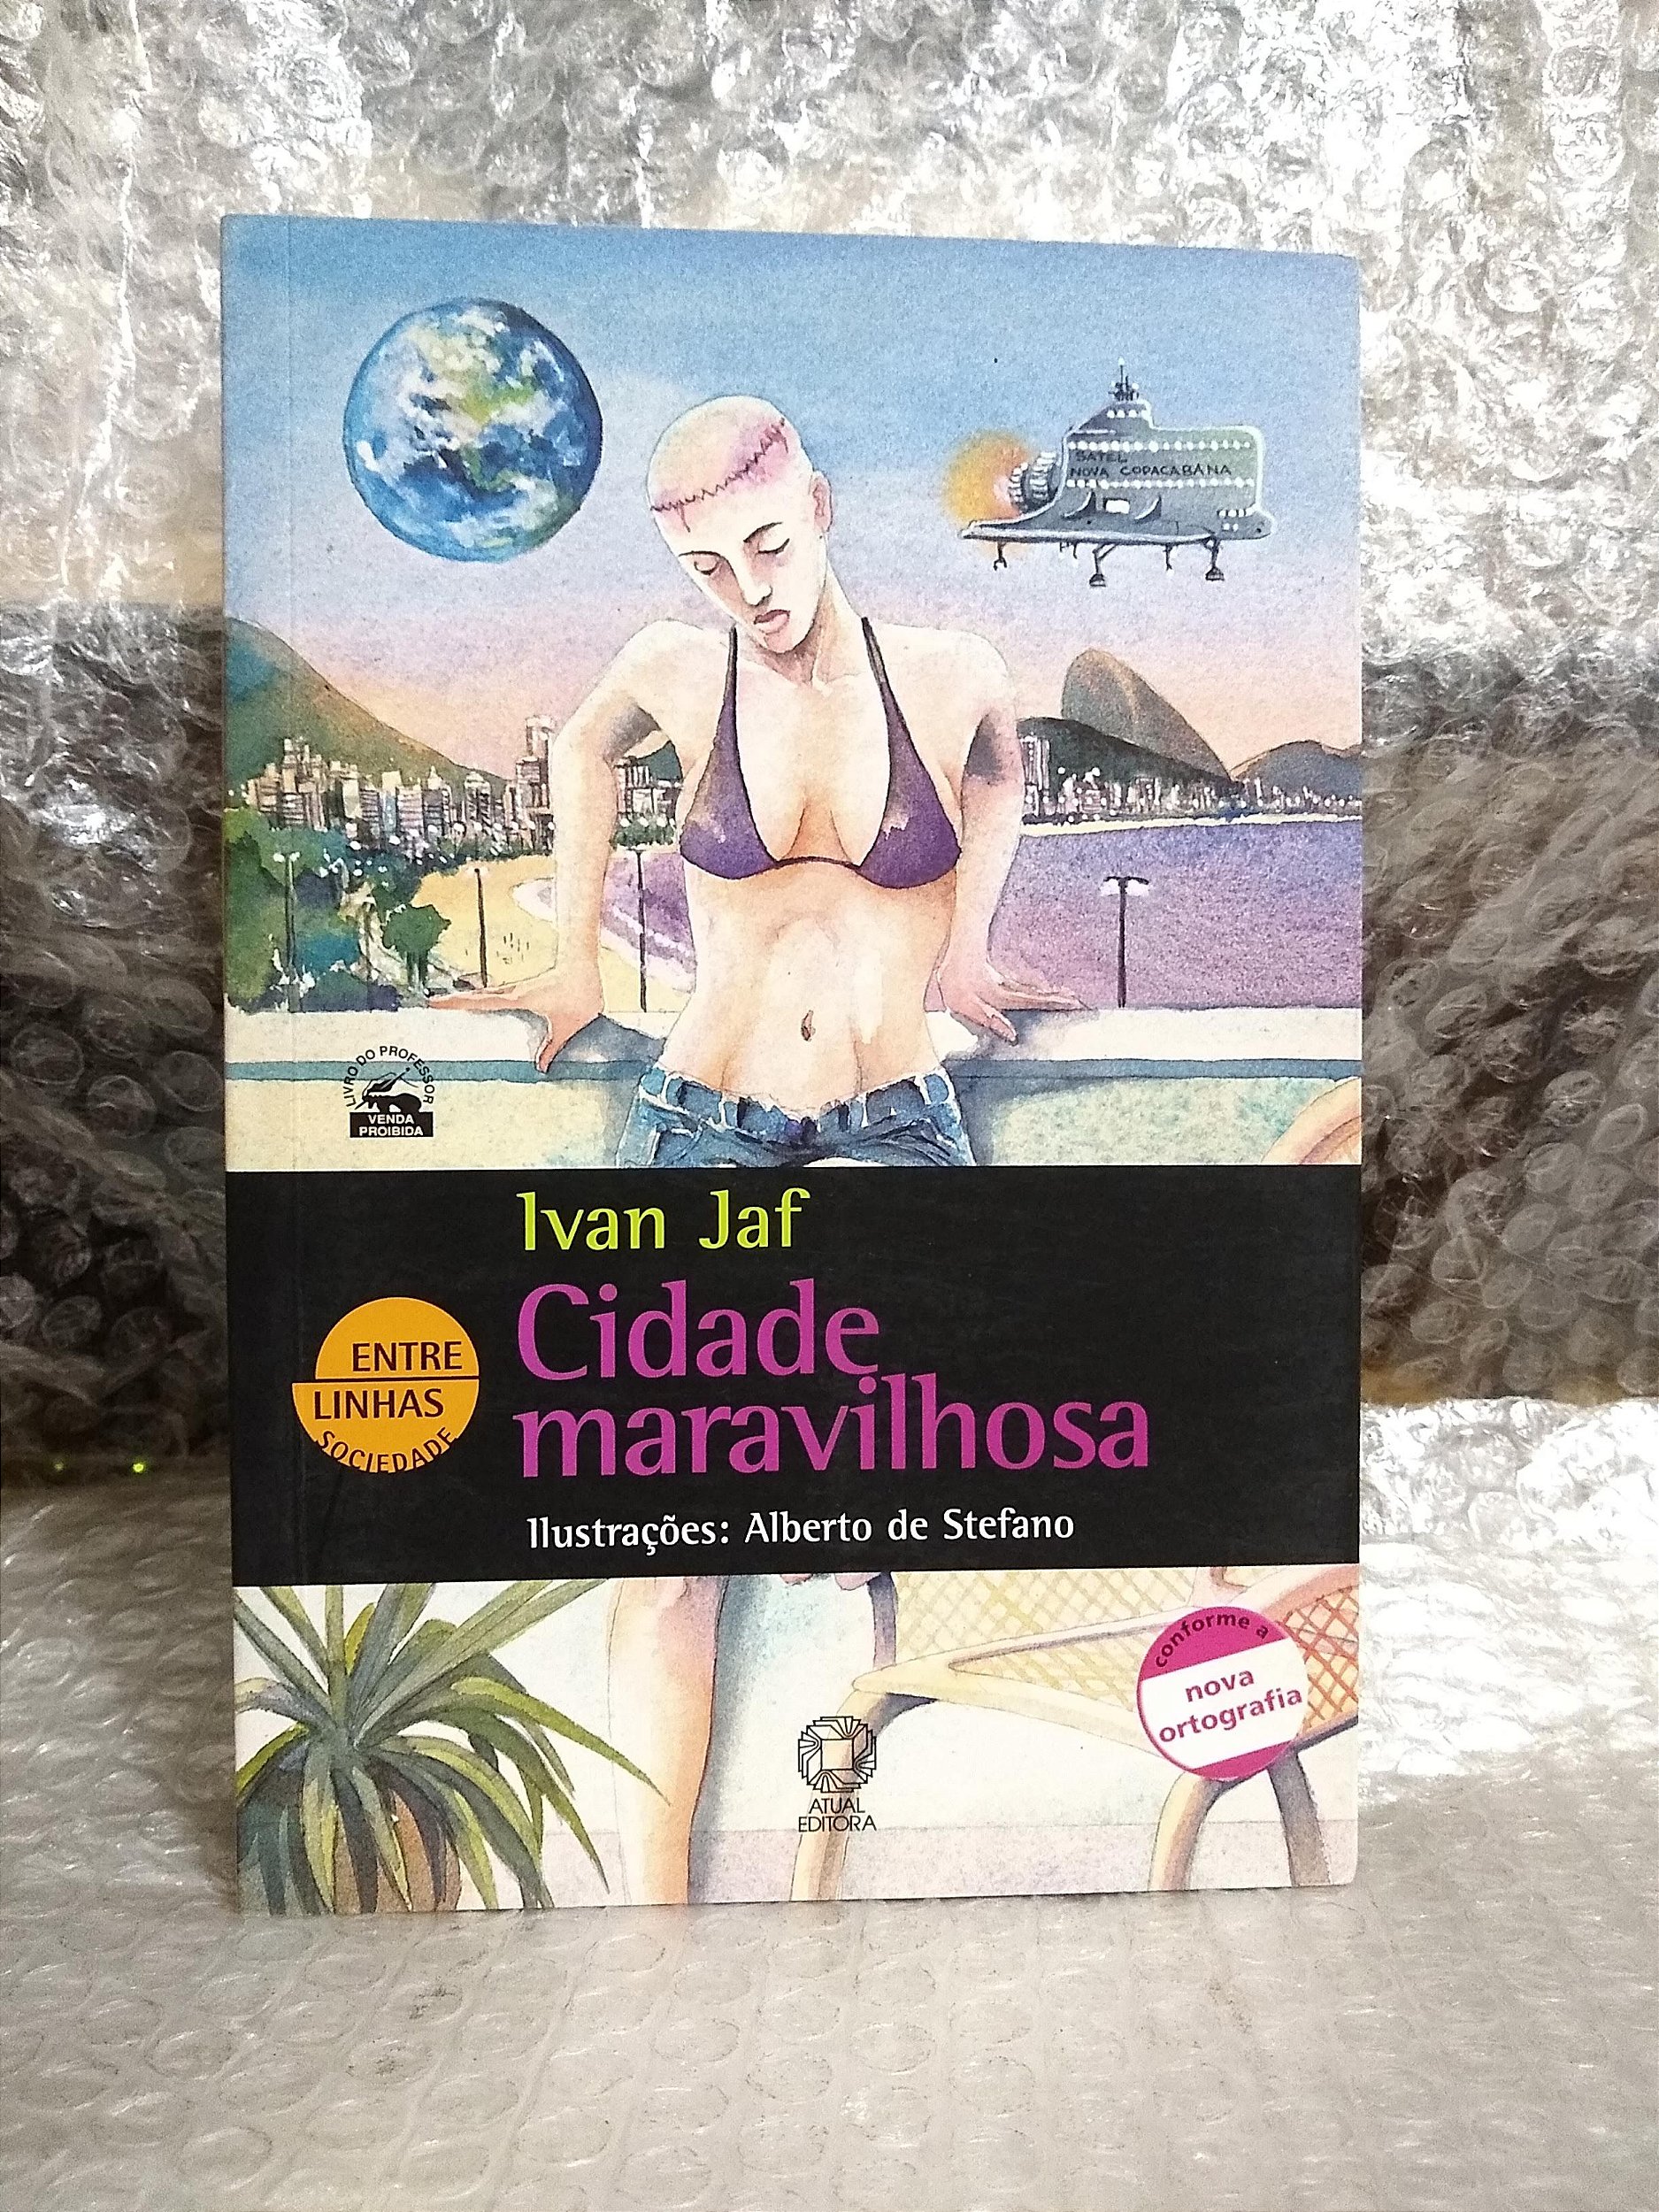 SATEL
NOVA COPACABANA
LIVRO DO PROFESSOR
VENDA
PROIBIDA
Ivan Jaf
ENTRE
LINHAS
SOCIEDADE
Cidade
maravilhosa
Ilustrações: Alberto de Stefano
conforme a
nova
ortografia
ATUAL
EDITORA